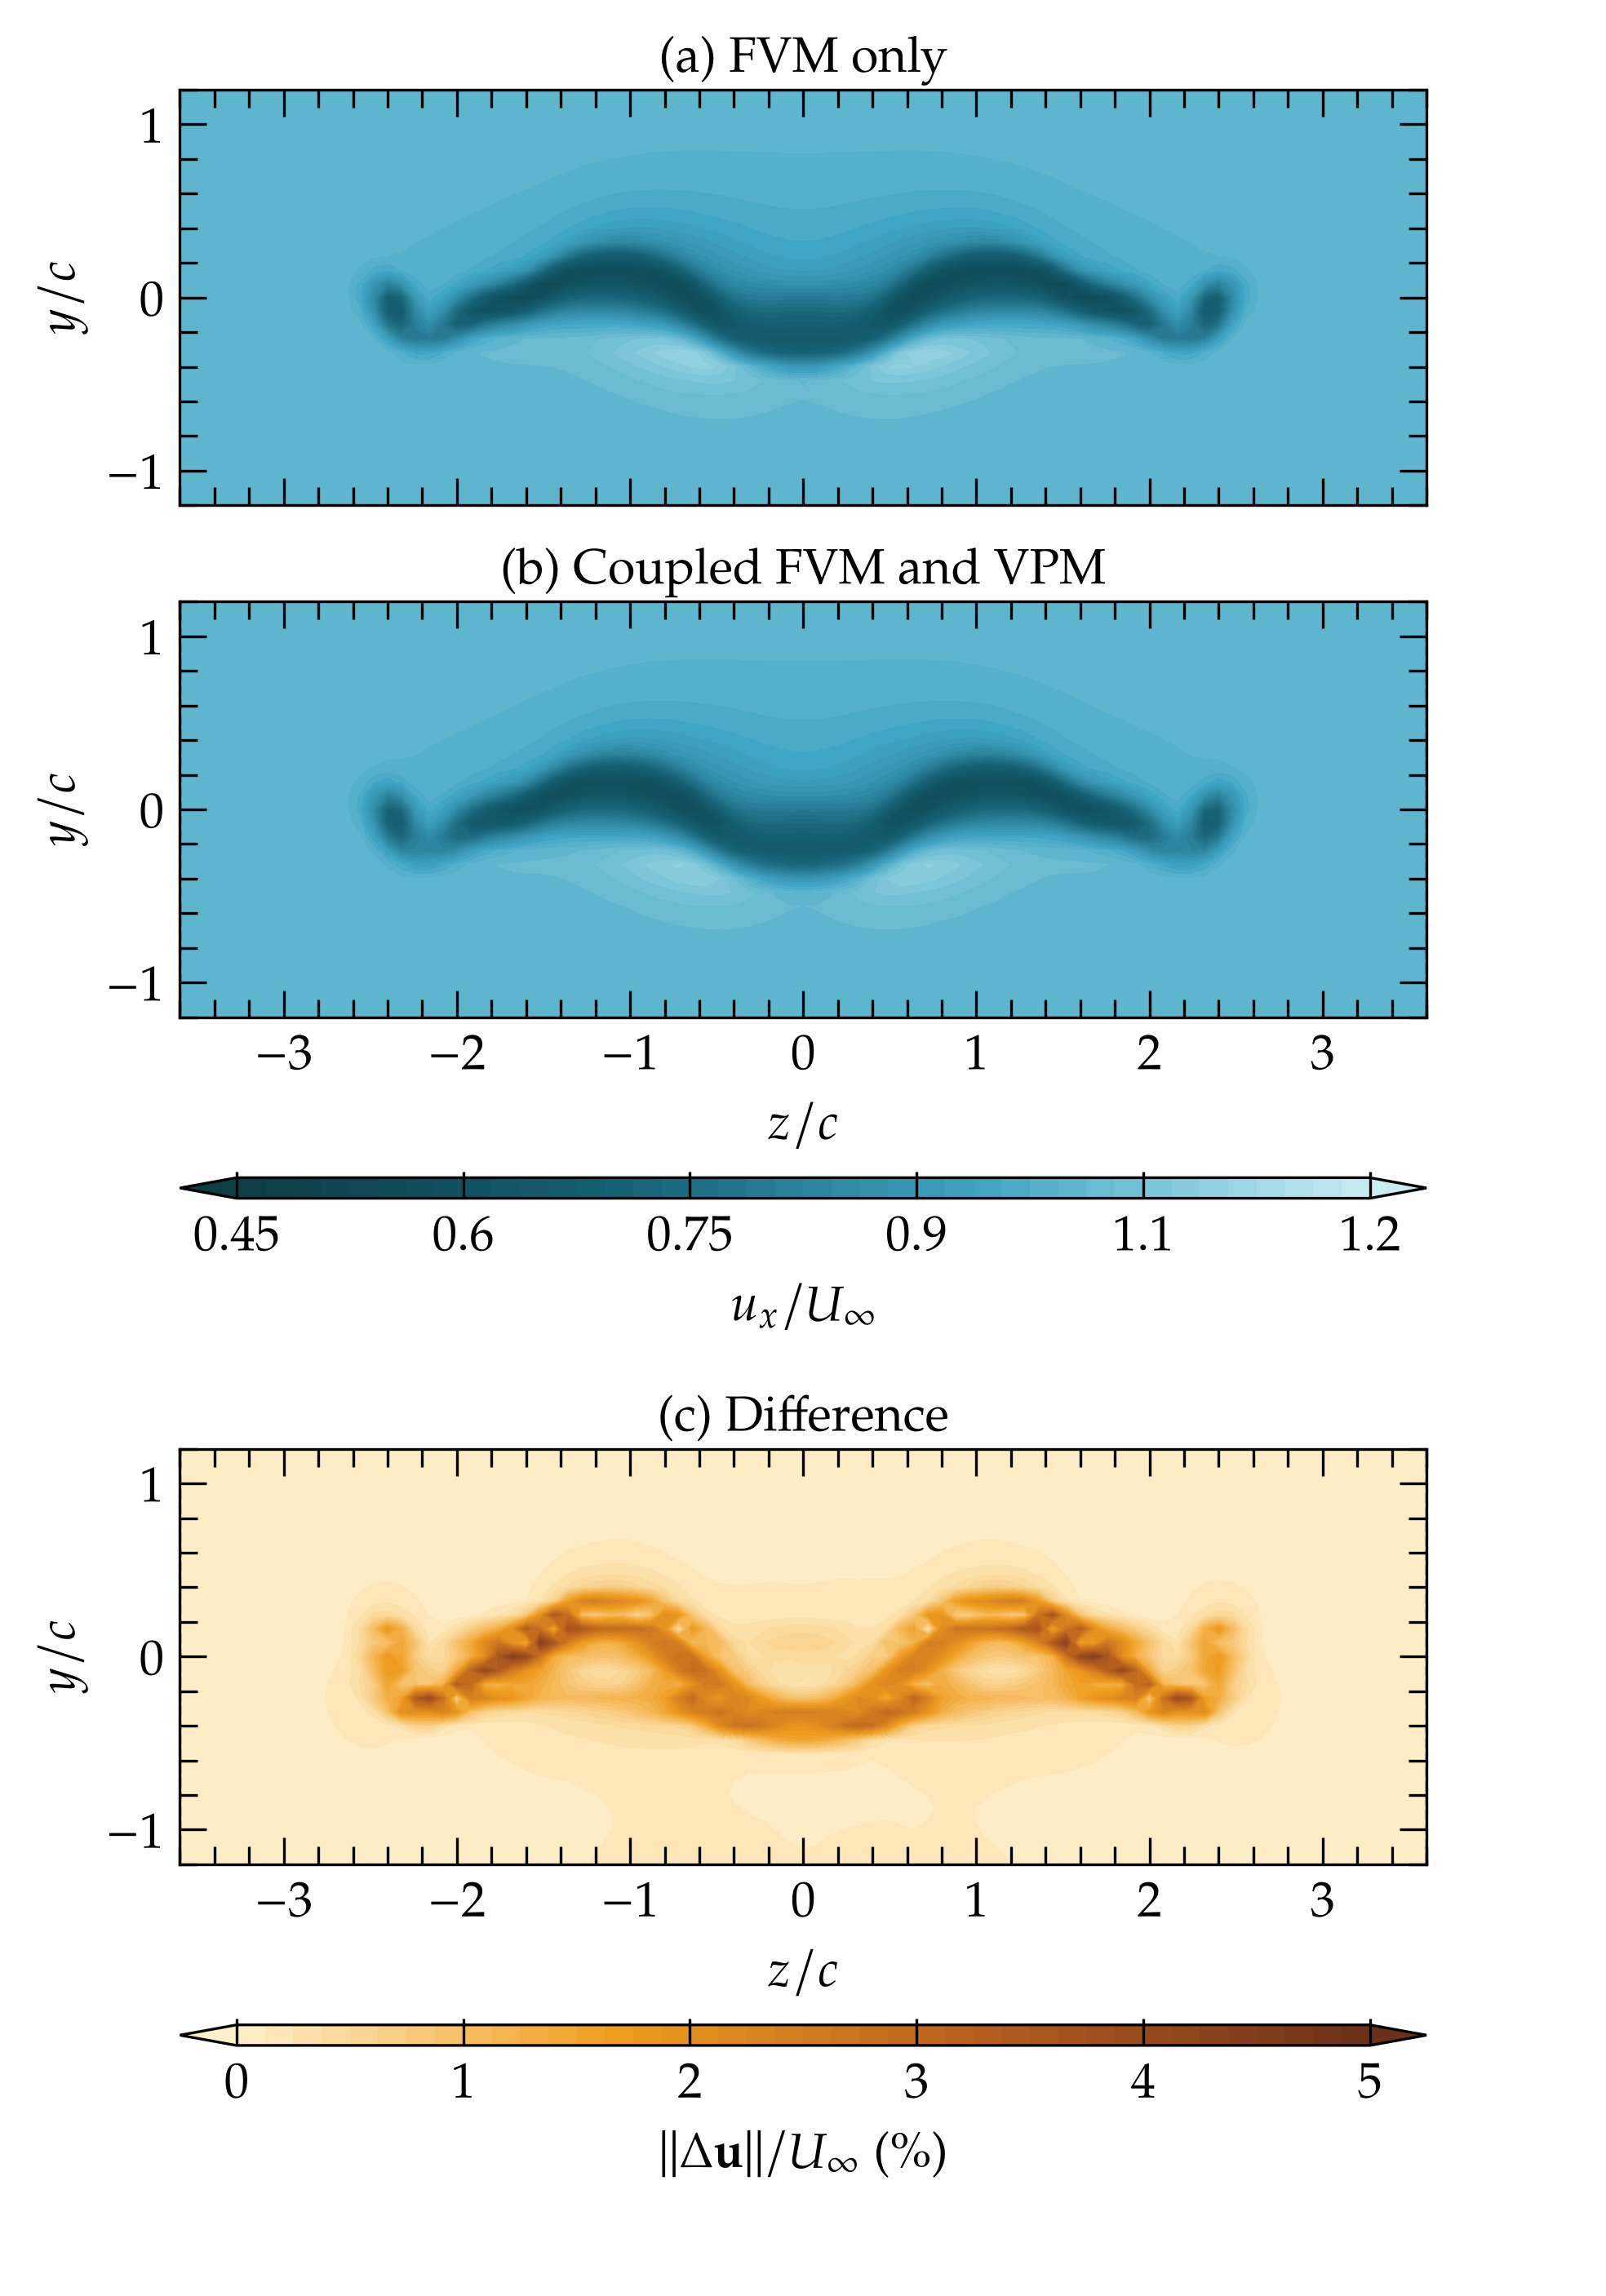 (a) FVM only
1
0
−1
y/c
(b) Coupled FVM and VPM
1
0
−1
y/c
−3 −2 −1 0 1 2 3
z/c
0.45 0.6 0.75 0.9 1.1 1.2
u_x/U_∞
(c) Difference
1
0
−1
y/c
−3 −2 −1 0 1 2 3
z/c
0 1 2 3 4 5
||Δu||/U_∞ (%)